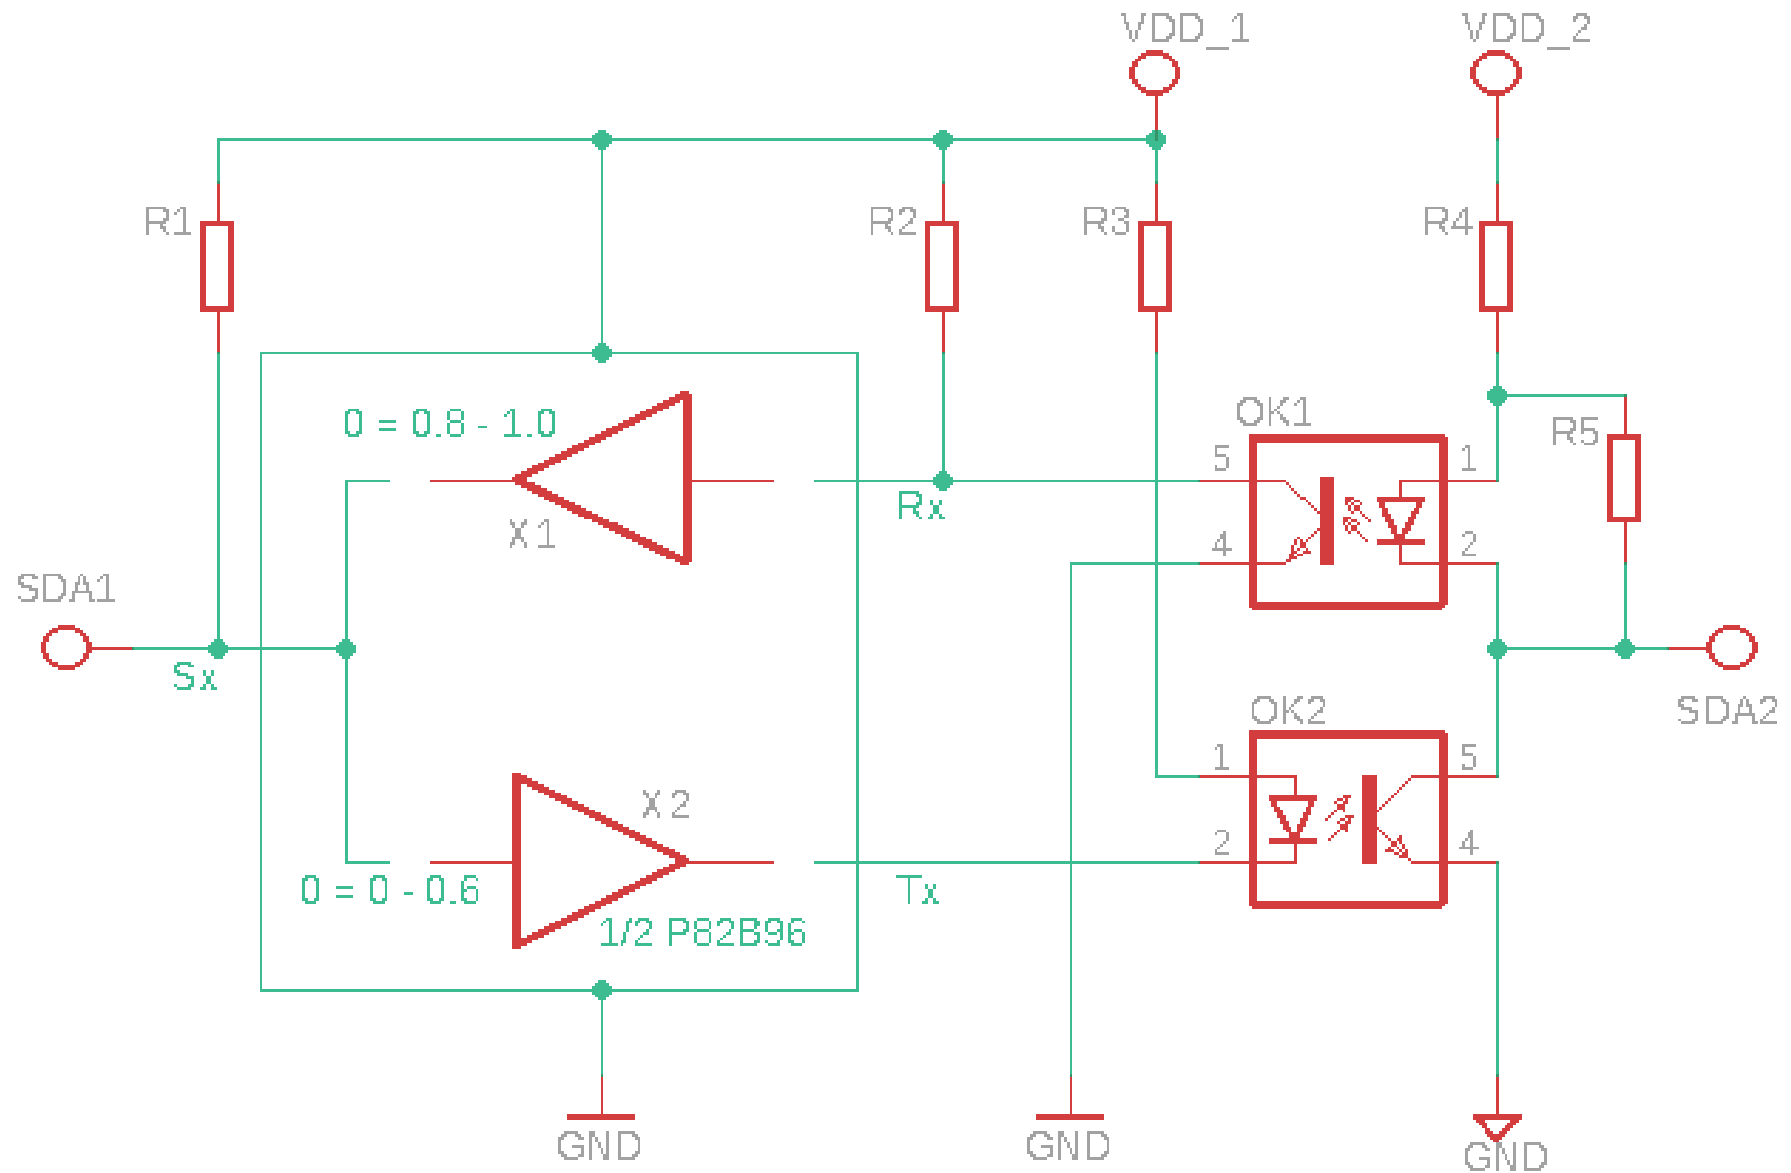 VDD_1
VDD_2
R1
R2
R3
R4
0 = 0.8 - 1.0
OK1
R5
5
1
Rx
X1
4
2
SDA1
Sx
OK2
SDA2
1
5
X2
2
4
0 = 0 - 0.6
Tx
1/2 P82B96
GND
GND
GND